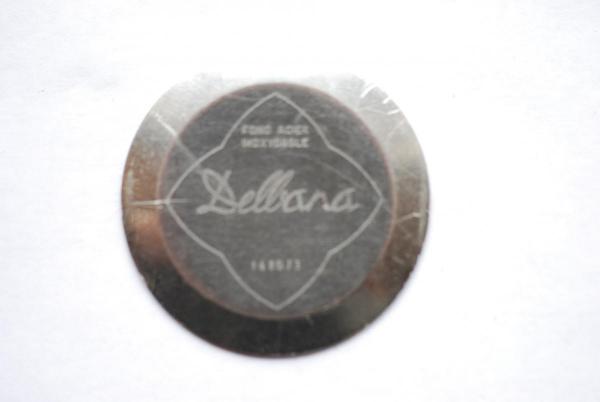 FOND ACIER
INOXYDABLE
Delbana